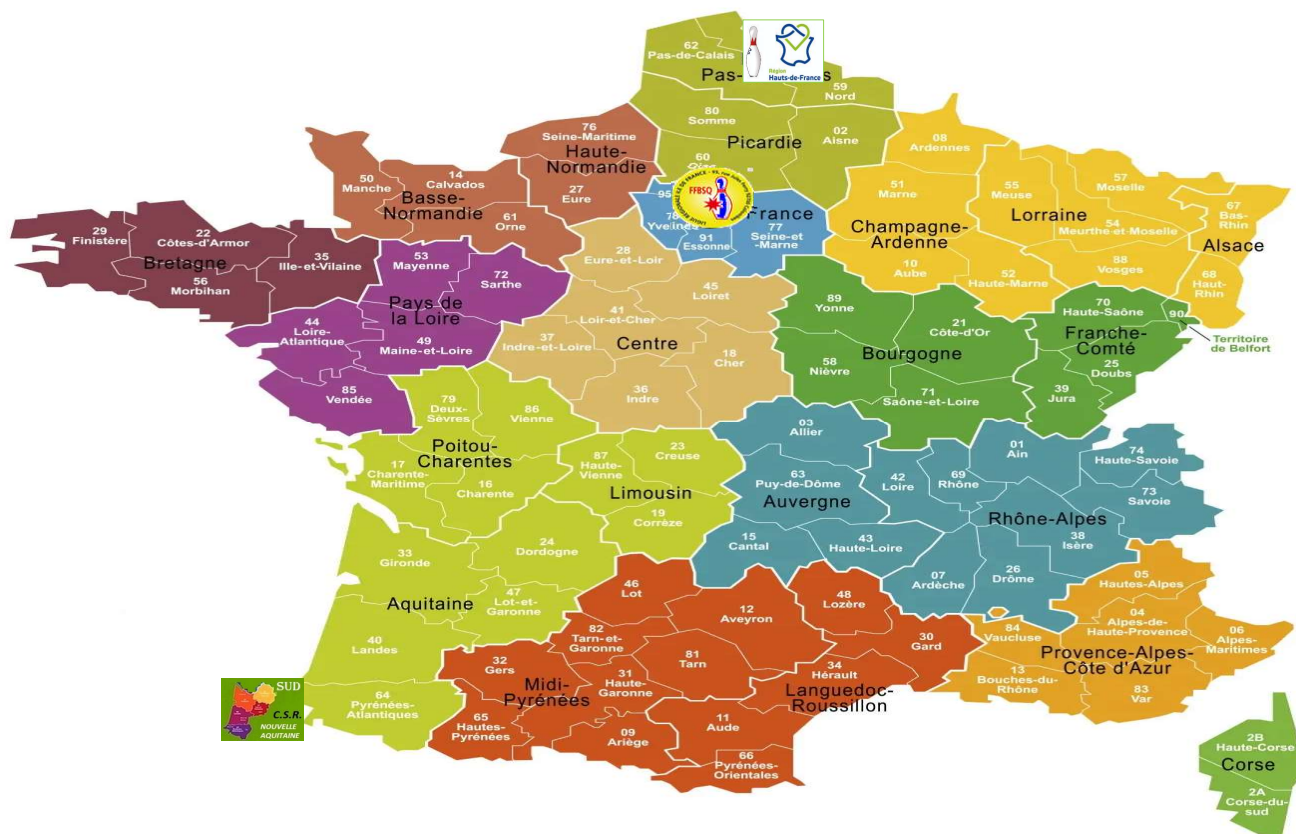 62
Pas-de-Calais
Pas-
s
Région
Hauts-de-France
59
Nord
80
Somme
02
Aisne
Picardie
60
76
Seine-Maritime
Haute-
Normandie
27
Eure
50
Manche
14
Calvados
Basse-
Normandie
61
Orne
95
FFBSQ
LIGUE REGIONALE ILE DE FRANCE
France
78
Yvelines
91
Essonne
77
Seine-et
-Marne
08
Ardennes
51
Marne
Champagne-
Ardenne
10
Aube
52
Haute-Marne
55
Meuse
57
Moselle
Lorraine
54
Meurthe-et-Moselle
88
Vosges
67
Bas-
Rhin
Alsace
68
Haut-
Rhin
29
Finistère
22
Côtes-d'Armor
Bretagne
35
Ille-et-Vilaine
56
Morbihan
53
Mayenne
72
Sarthe
Pays de
la Loire
44
Loire-
Atlantique
49
Maine-et-Loire
85
Vendée
28
Eure-et-Loir
45
Loiret
41
Loir-et-Cher
37
Indre-et-Loire
Centre
18
Cher
36
Indre
89
Yonne
21
Côte-d'Or
Bourgogne
58
Nièvre
71
Saône-et-Loire
70
Haute-Saône
90
Territoire
de Belfort
Franche-
Comté
25
Doubs
39
Jura
79
Deux-
Sèvres
86
Vienne
Poitou-
Charentes
17
Charente-
Maritime
16
Charente
23
Creuse
87
Haute-
Vienne
Limousin
19
Corrèze
03
Allier
63
Puy-de-Dôme
Auvergne
15
Cantal
43
Haute-Loire
42
Loire
69
Rhône
01
Ain
74
Haute-Savoie
73
Savoie
Rhône-Alpes
38
Isère
07
Ardèche
26
Drôme
33
Gironde
24
Dordogne
47
Lot-et-
Garonne
Aquitaine
40
Landes
64
Pyrénées-
Atlantiques
SUD
C.S.R.
NOUVELLE
AQUITAINE
46
Lot
12
Aveyron
82
Tarn-et-
Garonne
32
Gers
81
Tarn
31
Haute-
Garonne
Midi-
Pyrénées
65
Hautes-
Pyrénées
09
Ariège
48
Lozère
30
Gard
34
Hérault
Languedoc-
Roussillon
11
Aude
66
Pyrénées-
Orientales
05
Hautes-Alpes
84
Vaucluse
04
Alpes-de-
Haute-Provence
06
Alpes-
Maritimes
Provence-Alpes-
Côte d'Azur
13
Bouches-du-
Rhône
83
Var
2B
Haute-Corse
Corse
2A
Corse-du-
sud